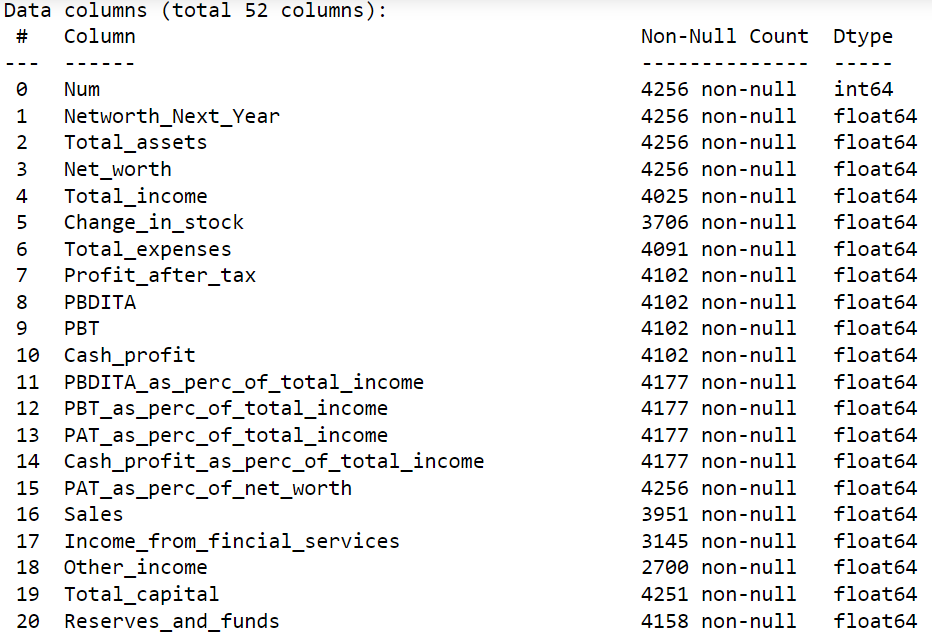 Data columns (total 52 columns):
 #   Column                                          Non-Null Count  Dtype
---  ------                                          --------------  -----
 0   Num                                             4256 non-null   int64
 1   Networth_Next_Year                              4256 non-null   float64
 2   Total_assets                                    4256 non-null   float64
 3   Net_worth                                       4256 non-null   float64
 4   Total_income                                    4025 non-null   float64
 5   Change_in_stock                                 3706 non-null   float64
 6   Total_expenses                                  4091 non-null   float64
 7   Profit_after_tax                                4102 non-null   float64
 8   PBDITA                                          4102 non-null   float64
 9   PBT                                             4102 non-null   float64
 10  Cash_profit                                     4102 non-null   float64
 11  PBDITA_as_perc_of_total_income                  4177 non-null   float64
 12  PBT_as_perc_of_total_income                     4177 non-null   float64
 13  PAT_as_perc_of_total_income                     4177 non-null   float64
 14  Cash_profit_as_perc_of_total_income             4177 non-null   float64
 15  PAT_as_perc_of_net_worth                        4256 non-null   float64
 16  Sales                                           3951 non-null   float64
 17  Income_from_fincial_services                    3145 non-null   float64
 18  Other_income                                    2700 non-null   float64
 19  Total_capital                                   4251 non-null   float64
 20  Reserves_and_funds                              4158 non-null   float64